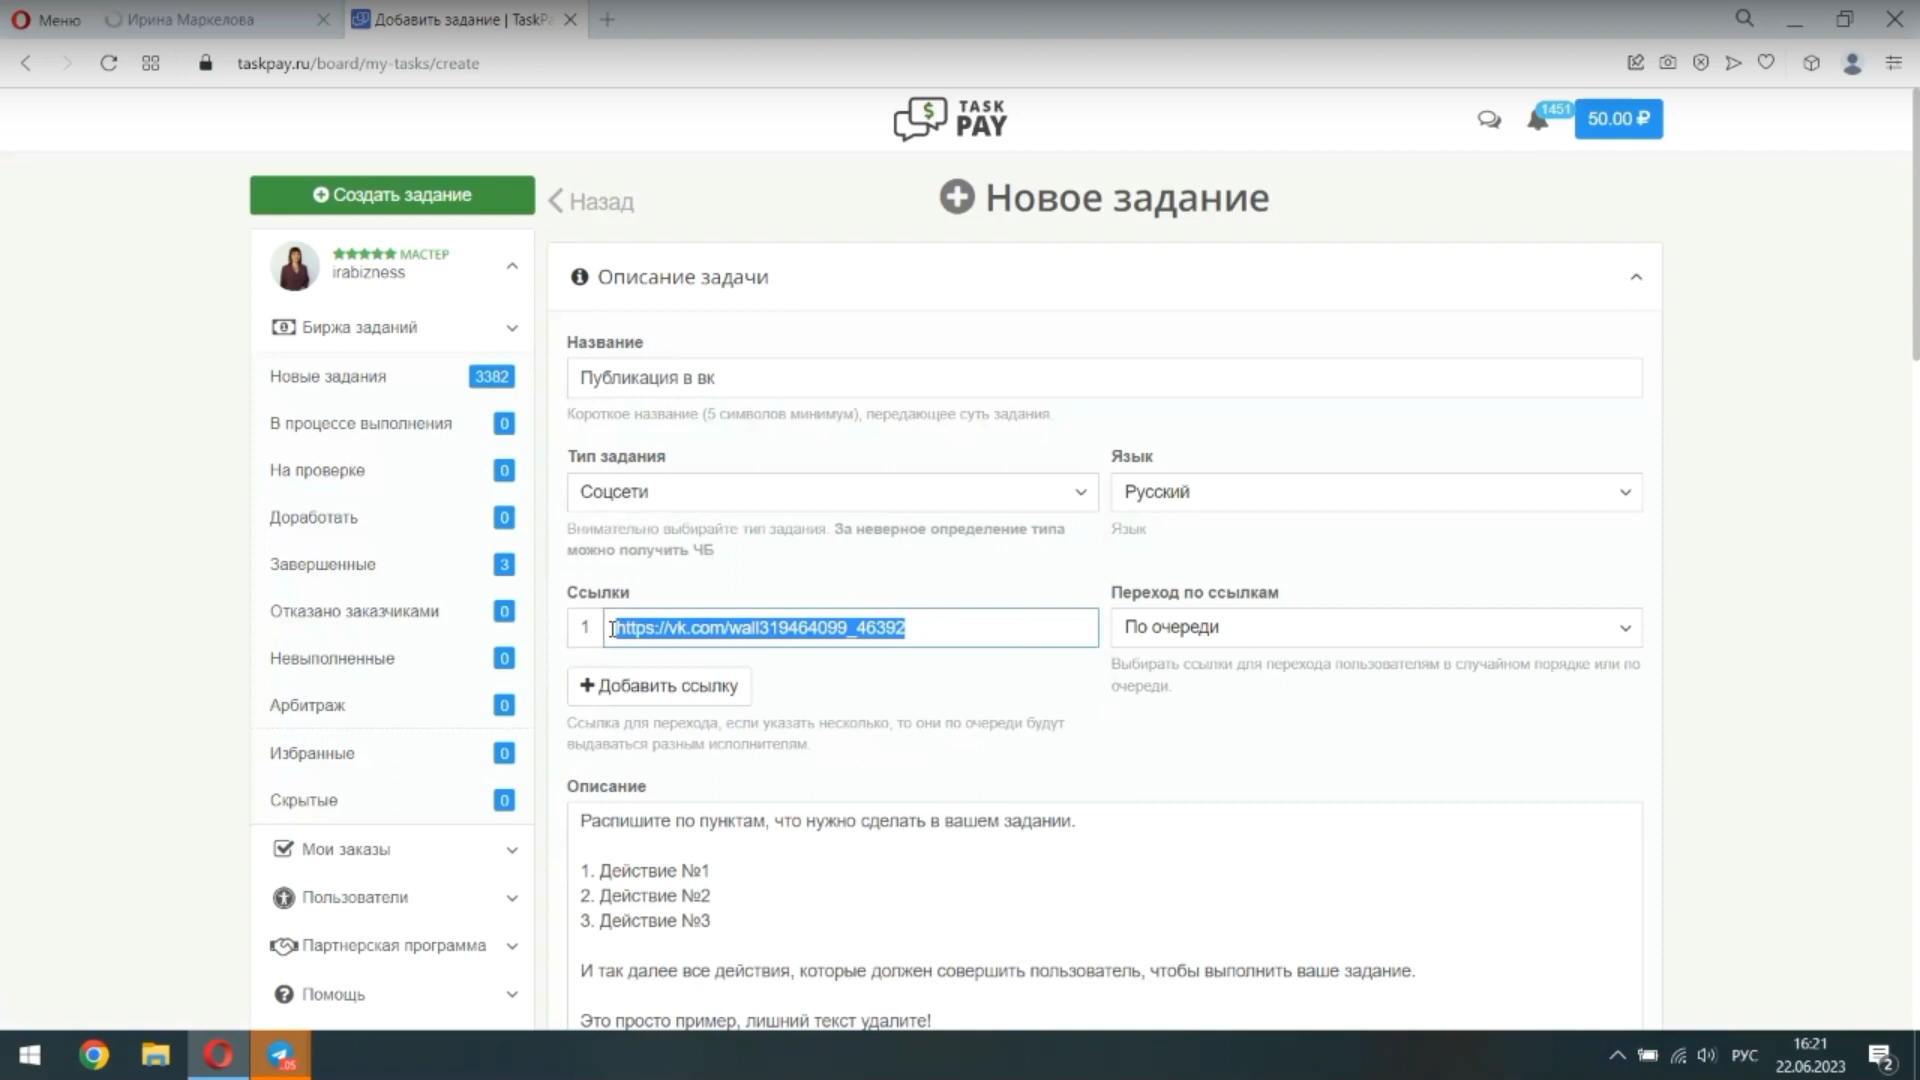 Меню
Ирина Маркелова
Добавить задание | TaskPa
taskpay.ru/board/my-tasks/create
$ TASK PAY
1451
50.00 ₽
Создать задание
Назад
Новое задание
МАСТЕР
irabizness
Биржа заданий
Новые задания 3382
В процессе выполнения 0
На проверке 0
Доработать 0
Завершенные 3
Отказано заказчиками 0
Невыполненные 0
Арбитраж 0
Избранные 0
Скрытые 0
Мои заказы
Пользователи
Партнерская программа
Помощь
Описание задачи
Название
Публикация в вк
Короткое название (5 символов минимум), передающее суть задания.
Тип задания
Соцсети
Внимательно выбирайте тип задания. За неверное определение типа
можно получить ЧБ
Язык
Русский
Язык
Ссылки
1 https://vk.com/wall319464099_46392
Добавить ссылку
Ссылка для перехода, если указать несколько, то они по очереди будут
выдаваться разным исполнителям.
Переход по ссылкам
По очереди
Выбирать ссылки для перехода пользователям в случайном порядке или по
очереди.
Описание
Распишите по пунктам, что нужно сделать в вашем задании.
1. Действие №1
2. Действие №2
3. Действие №3
И так далее все действия, которые должен совершить пользователь, чтобы выполнить ваше задание.
Это просто пример, лишний текст удалите!
.05
РУС
16:21
22.06.2023
2